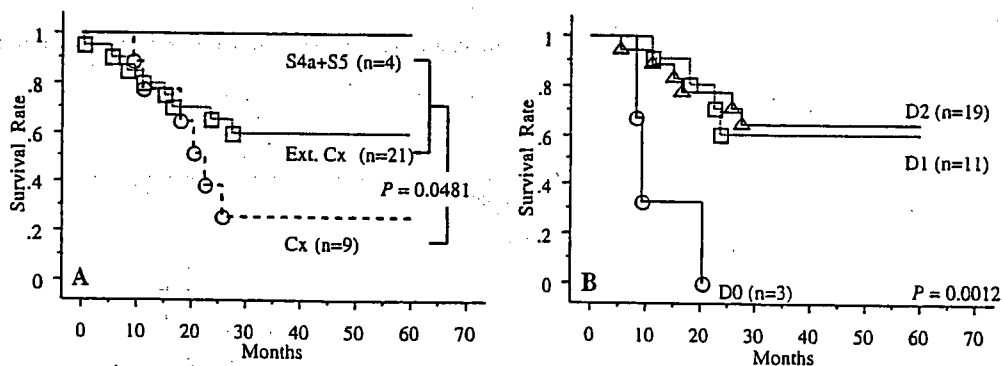 1
.8
.6
.4
.2
0
Survival Rate
S4a+S5 (n=4)
Ext. Cx (n=21)
P = 0.0481
Cx (n=9)
A
0 10 20 30 40 50 60 70
Months
1
.8
.6
.4
.2
0
Survival Rate
D2 (n=19)
D1 (n=11)
D0 (n=3)
P = 0.0012
B
0 10 20 30 40 50 60 70
Months